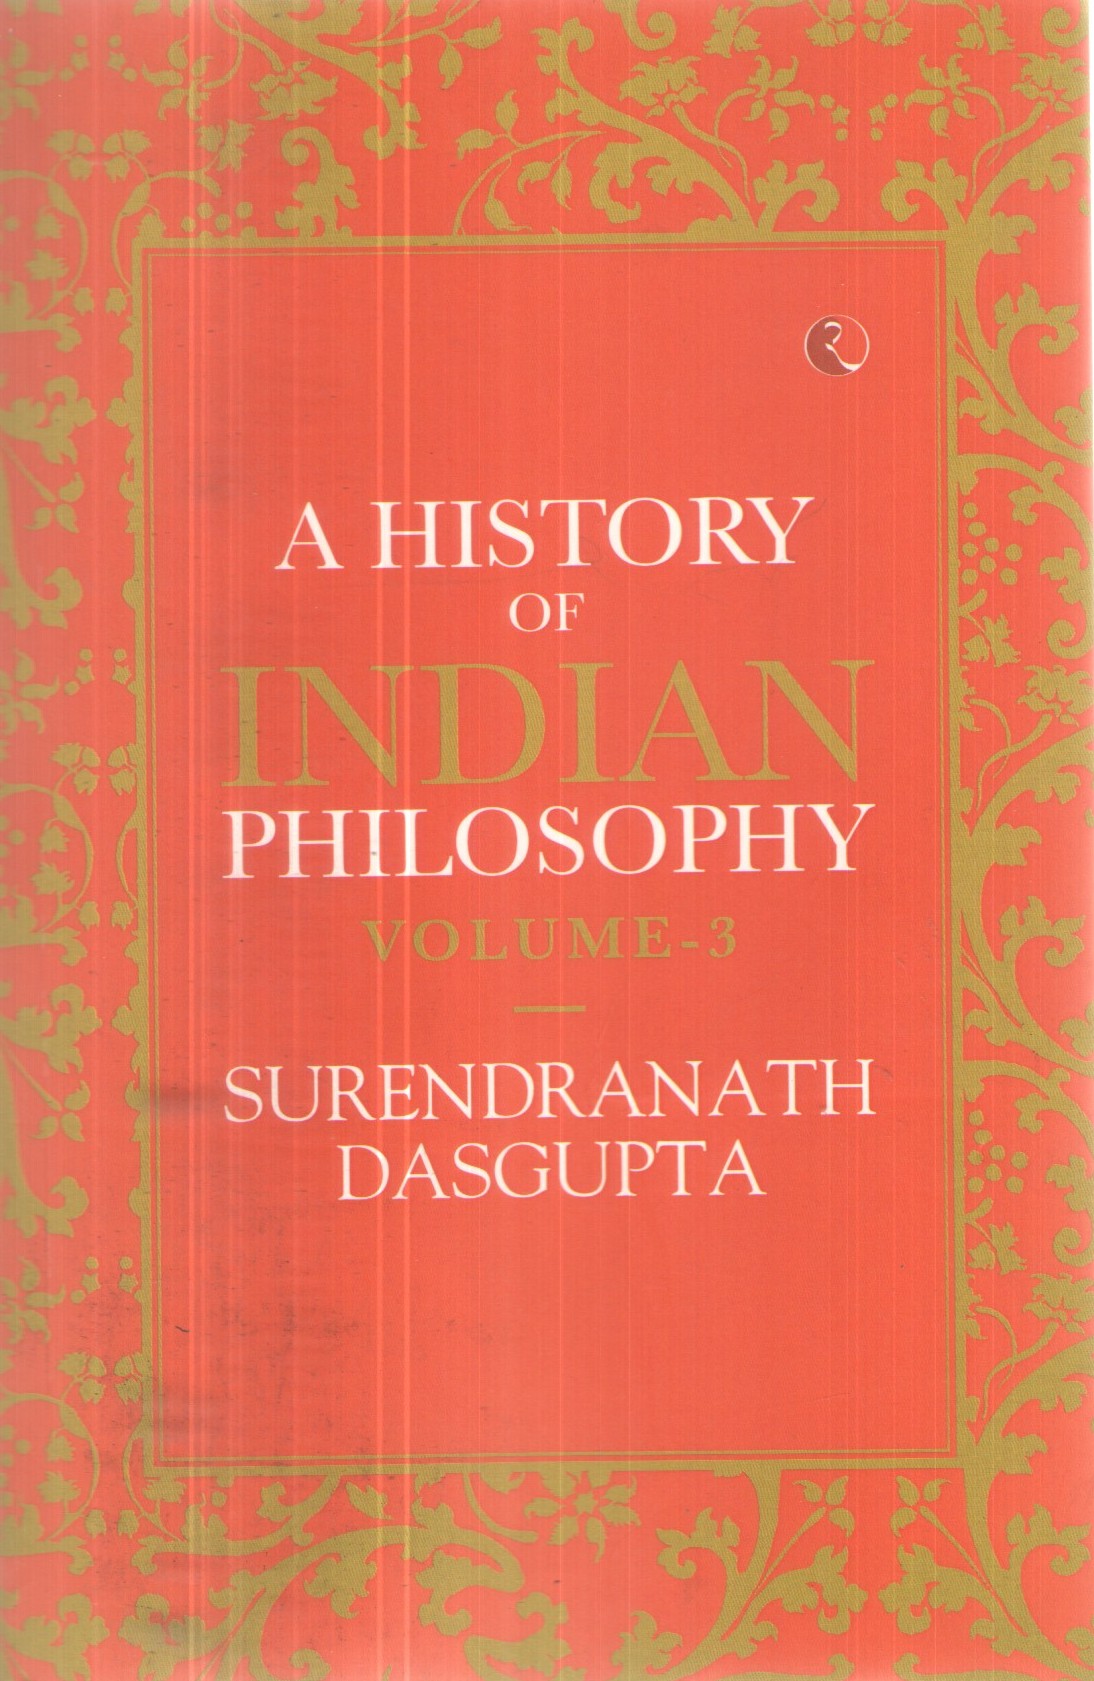 A HISTORY
OF
INDIAN
PHILOSOPHY
VOLUME-3
SURENDRANATH
DASGUPTA